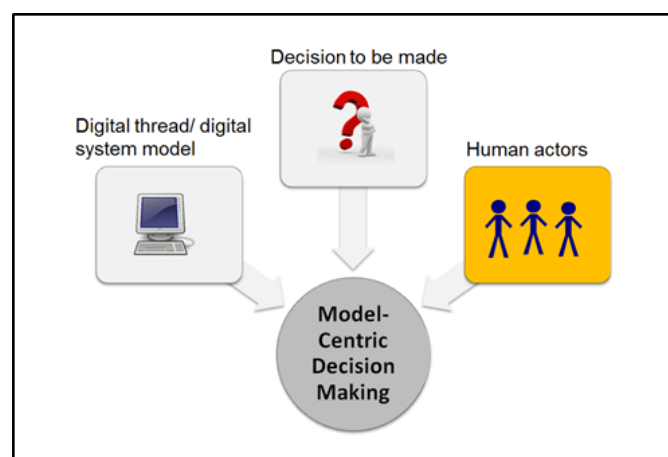 Decision to be made
Digital thread/ digital
system model
Human actors
Model-
Centric
Decision
Making